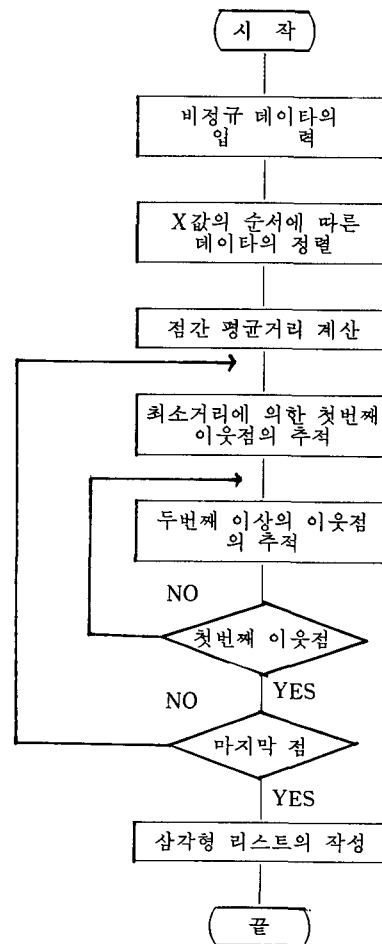 시 작
비정규 데이타의
입 력
X값의 순서에 따른
데이타의 정렬
점간 평균거리 계산
최소거리에 의한 첫번째
이웃점의 추적
두번째 이상의 이웃점
의 추적
NO
첫번째 이웃점
NO
YES
마지막 점
YES
삼각형 리스트의 작성
끝